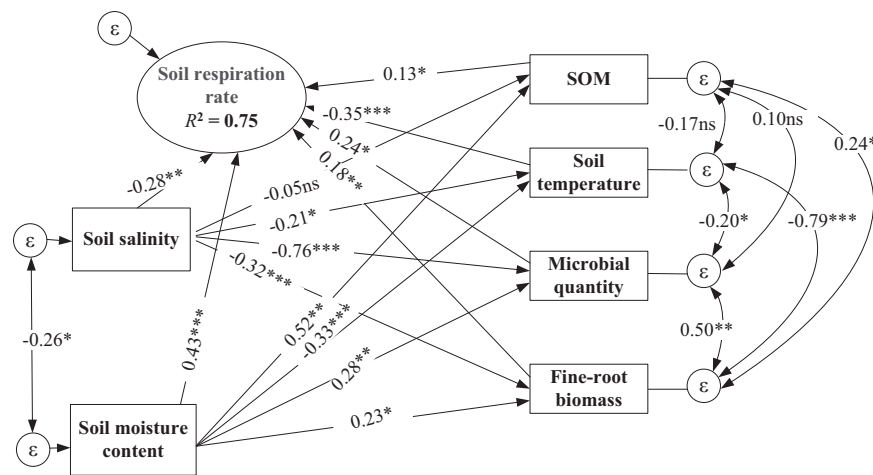 ε
Soil respiration
rate
R² = 0.75
0.13*
SOM
ε
-0.35***
-0.17ns
0.10ns
0.24*
0.24*
0.18**
Soil
temperature
ε
-0.28**
-0.05ns
-0.21*
-0.20*
-0.79***
ε
Soil salinity
-0.76***
-0.32***
Microbial
quantity
ε
-0.26*
0.43***
0.52**
-0.33***
0.28**
0.50**
Fine-root
biomass
ε
0.23*
ε
Soil moisture
content